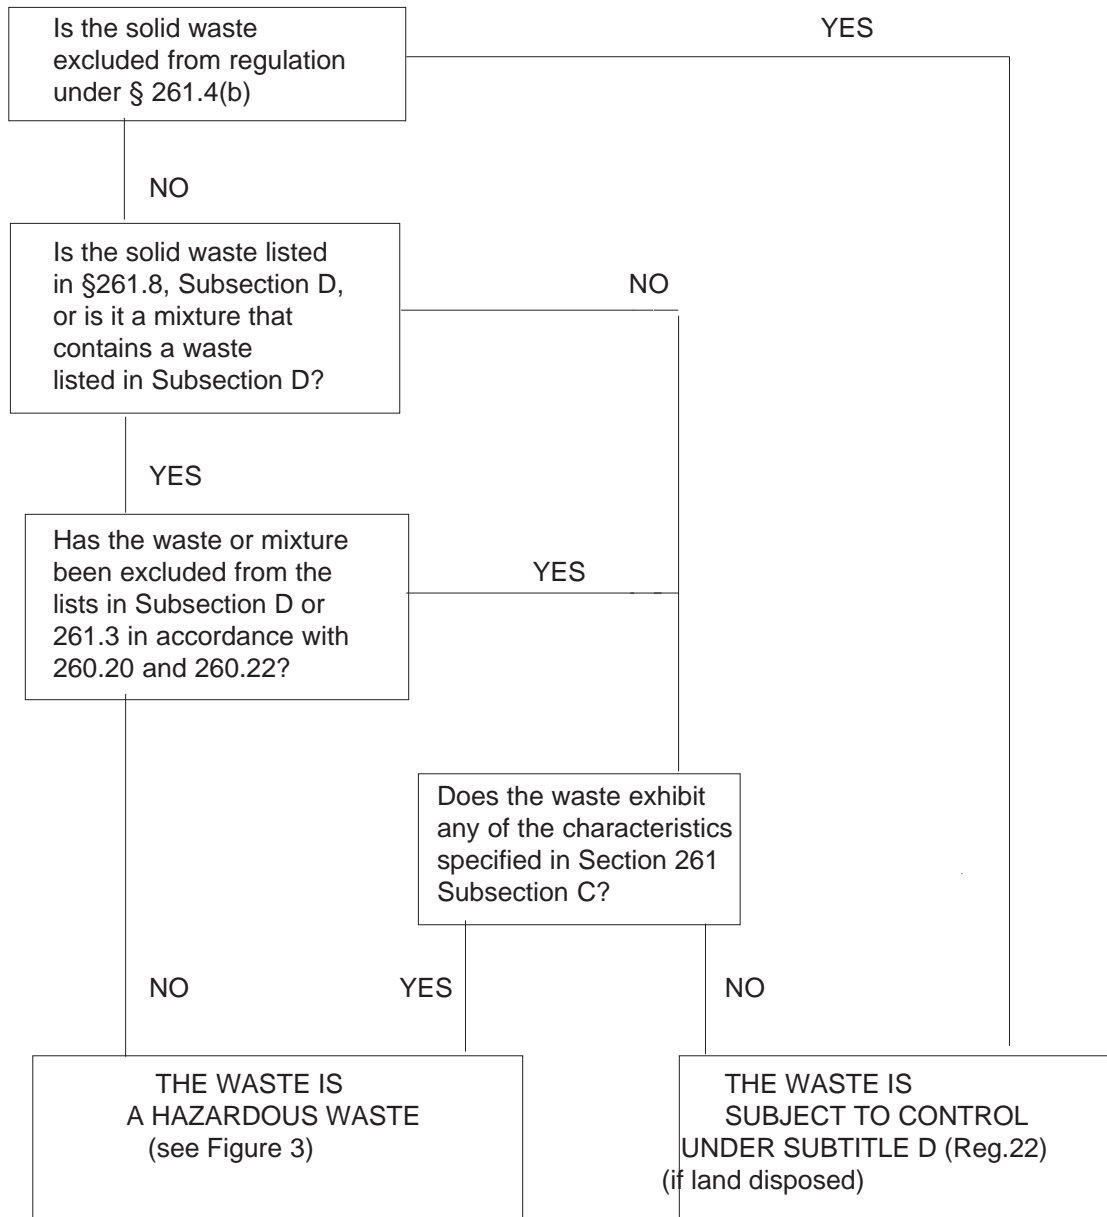 Is the solid waste
excluded from regulation
under § 261.4(b)
YES
NO
Is the solid waste listed
in §261.8, Subsection D,
or is it a mixture that
contains a waste
listed in Subsection D?
NO
YES
Has the waste or mixture
been excluded from the
lists in Subsection D or
261.3 in accordance with
260.20 and 260.22?
YES
Does the waste exhibit
any of the characteristics
specified in Section 261
Subsection C?
NO
YES
NO
THE WASTE IS
A HAZARDOUS WASTE
(see Figure 3)
THE WASTE IS
SUBJECT TO CONTROL
UNDER SUBTITLE D (Reg.22)
(if land disposed)